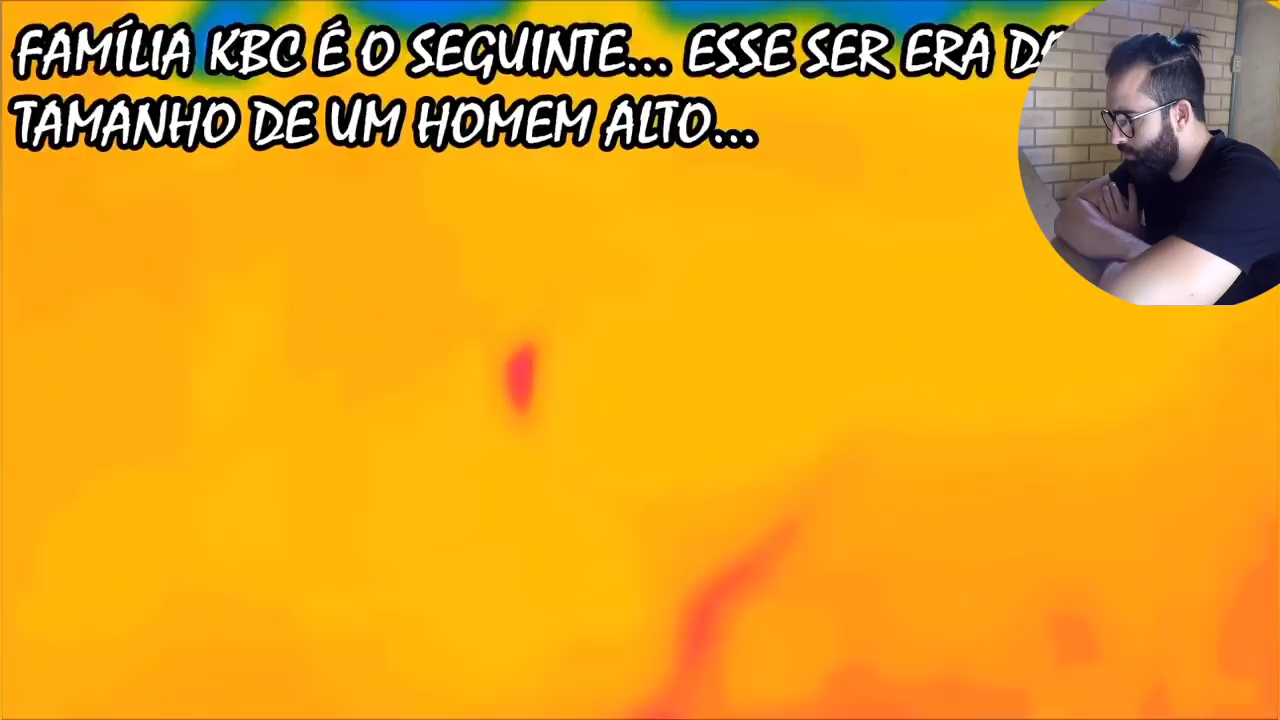 FAMÍLIA KBC É O SEGUINTE... ESSE SER ERA
TAMANHO DE UM HOMEM ALTO...